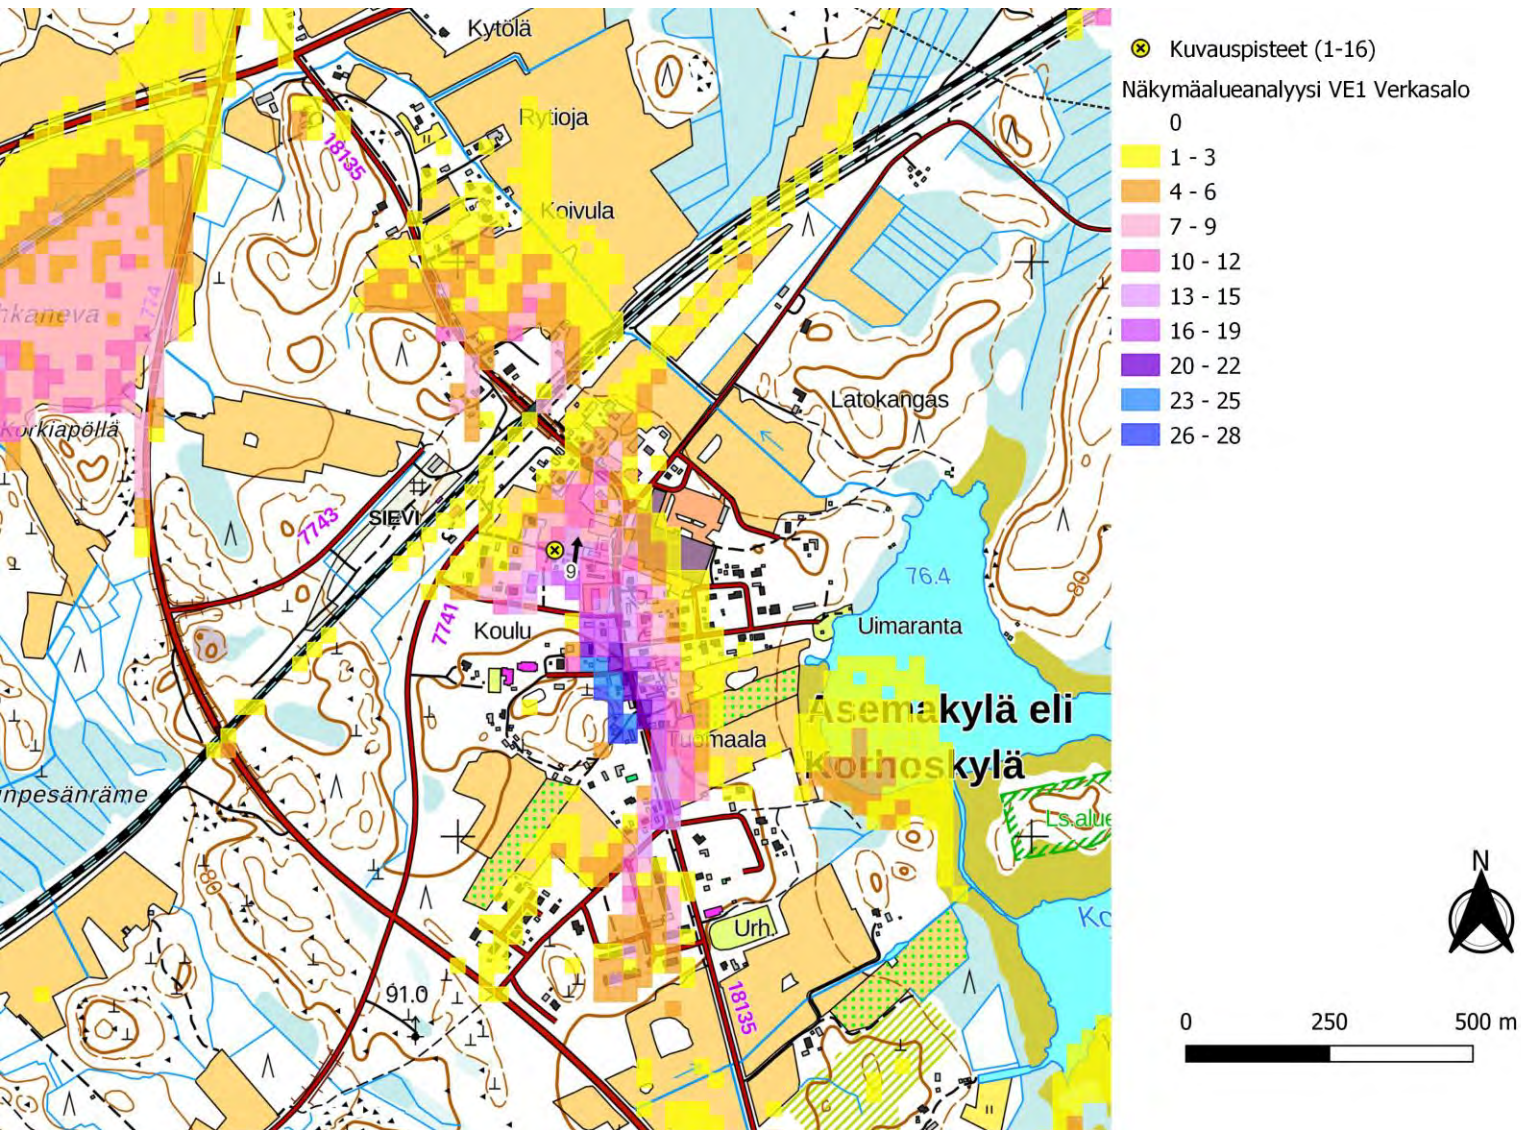 Kytölä
Rytioja
18135
Koivula
774
hkaneva
Korkiapöllä
Latokangas
SIEVI
7743
9
76.4
80
7741
Koulu
Uimaranta
Asemakylä eli
Korhoskylä
Tuomaala
npesänräme
Ls.alue
80
Urh.
Ko
91.0
18135
Kuvauspisteet (1-16)
Näkymäalueanalyysi VE1 Verkasalo
0
1 - 3
4 - 6
7 - 9
10 - 12
13 - 15
16 - 19
20 - 22
23 - 25
26 - 28
N
0 250 500 m